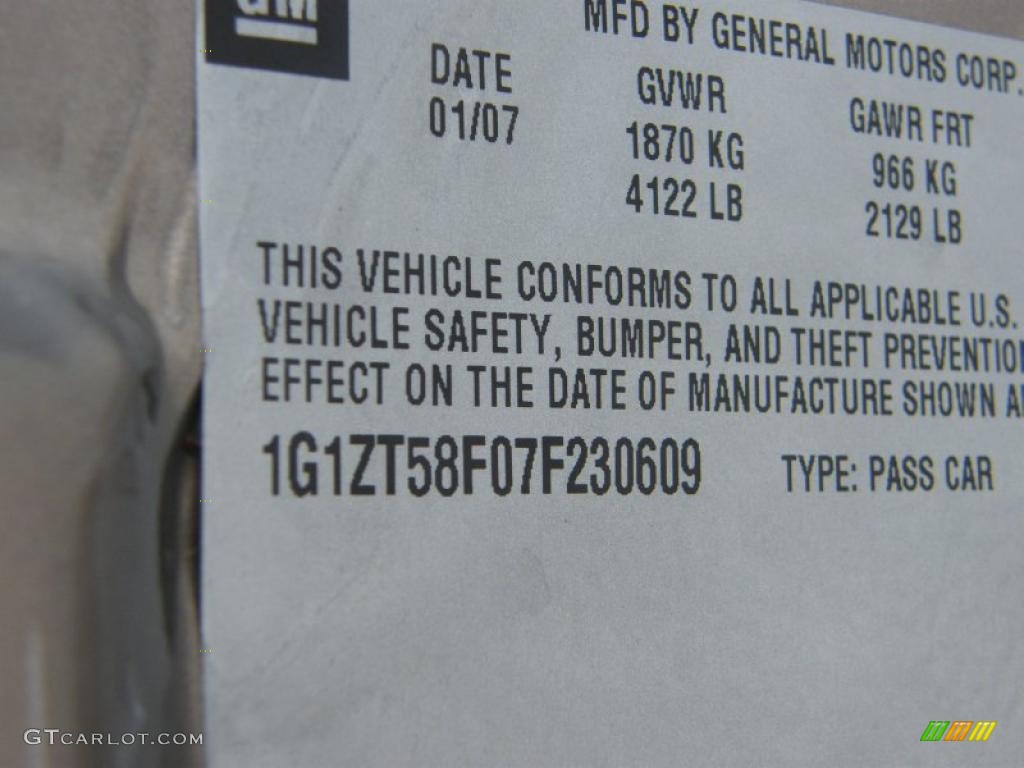 GM
MFD BY GENERAL MOTORS CORP.
DATE GVWR GAWR FRT
01/07 1870 KG 966 KG
4122 LB 2129 LB
THIS VEHICLE CONFORMS TO ALL APPLICABLE U.S.
VEHICLE SAFETY, BUMPER, AND THEFT PREVENTIO
EFFECT ON THE DATE OF MANUFACTURE SHOWN A
1G1ZT58F07F230609 TYPE: PASS CAR
GTCARLOT.COM